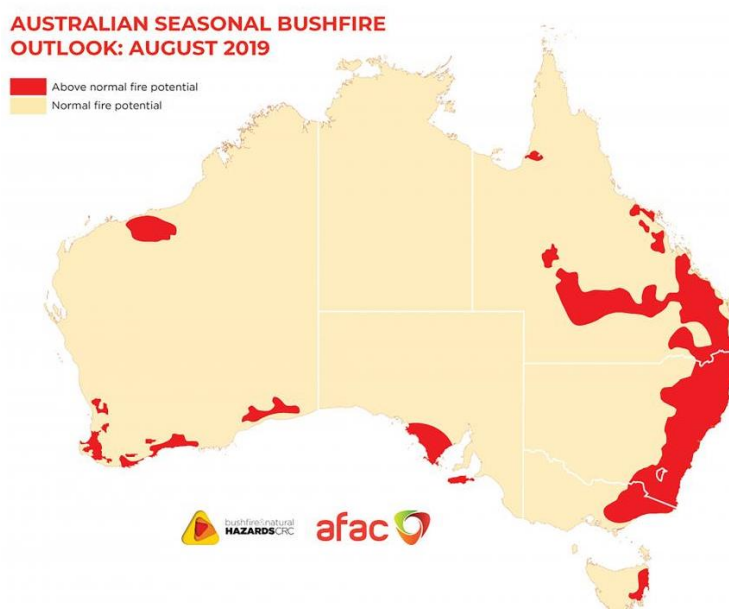 AUSTRALIAN SEASONAL BUSHFIRE
OUTLOOK: AUGUST 2019
Above normal fire potential
Normal fire potential
bushfire&natural
HAZARDSCRC
afac